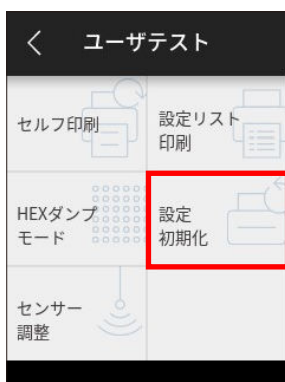 ユーザテスト
セルフ印刷
設定リスト
印刷
HEXダンプ
モード
設定
初期化
センサー
調整